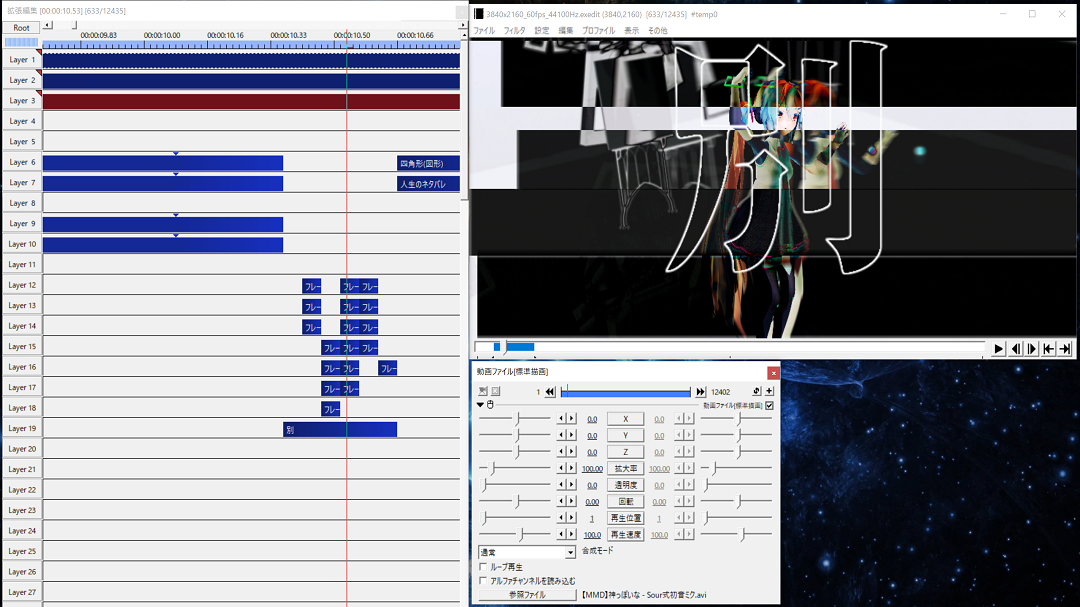 拡張編集 [00:00:10.53] [633/12435]
Root
00:00:09.83 00:00:10.00 00:00:10.16 00:00:10.33 00:00:10.50 00:00:10.66
Layer 1
Layer 2
Layer 3
Layer 4
Layer 5
Layer 6 四角形(図形)
Layer 7 人生のネタバレ
Layer 8
Layer 9
Layer 10
Layer 11
Layer 12 フレー フレー フレー
Layer 13 フレー フレー フレー
Layer 14 フレー フレー フレー
Layer 15 フレー フレー フレー
Layer 16 フレー フレー フレー
Layer 17 フレー フレー
Layer 18 フレー
Layer 19 別
Layer 20
Layer 21
Layer 22
Layer 23
Layer 24
Layer 25
Layer 26
Layer 27
3840x2160_60fps_44100Hz.exedit (3840,2160) [633/12435] #temp0
ファイル フィルタ 設定 編集 プロファイル 表示 その他
別
動画ファイル[標準描画]
1 12402
動画ファイル[標準描画]
0.0 X 0.0
0.0 Y 0.0
0.0 Z 0.0
100.00 拡大率 100.00
0.0 透明度 0.0
0.00 回転 0.00
1 再生位置 1
100.0 再生速度 100.0
通常 合成モード
ループ再生
アルファチャンネルを読み込む
参照ファイル 【MMD】神っぽいな - Sour式初音ミク.avi